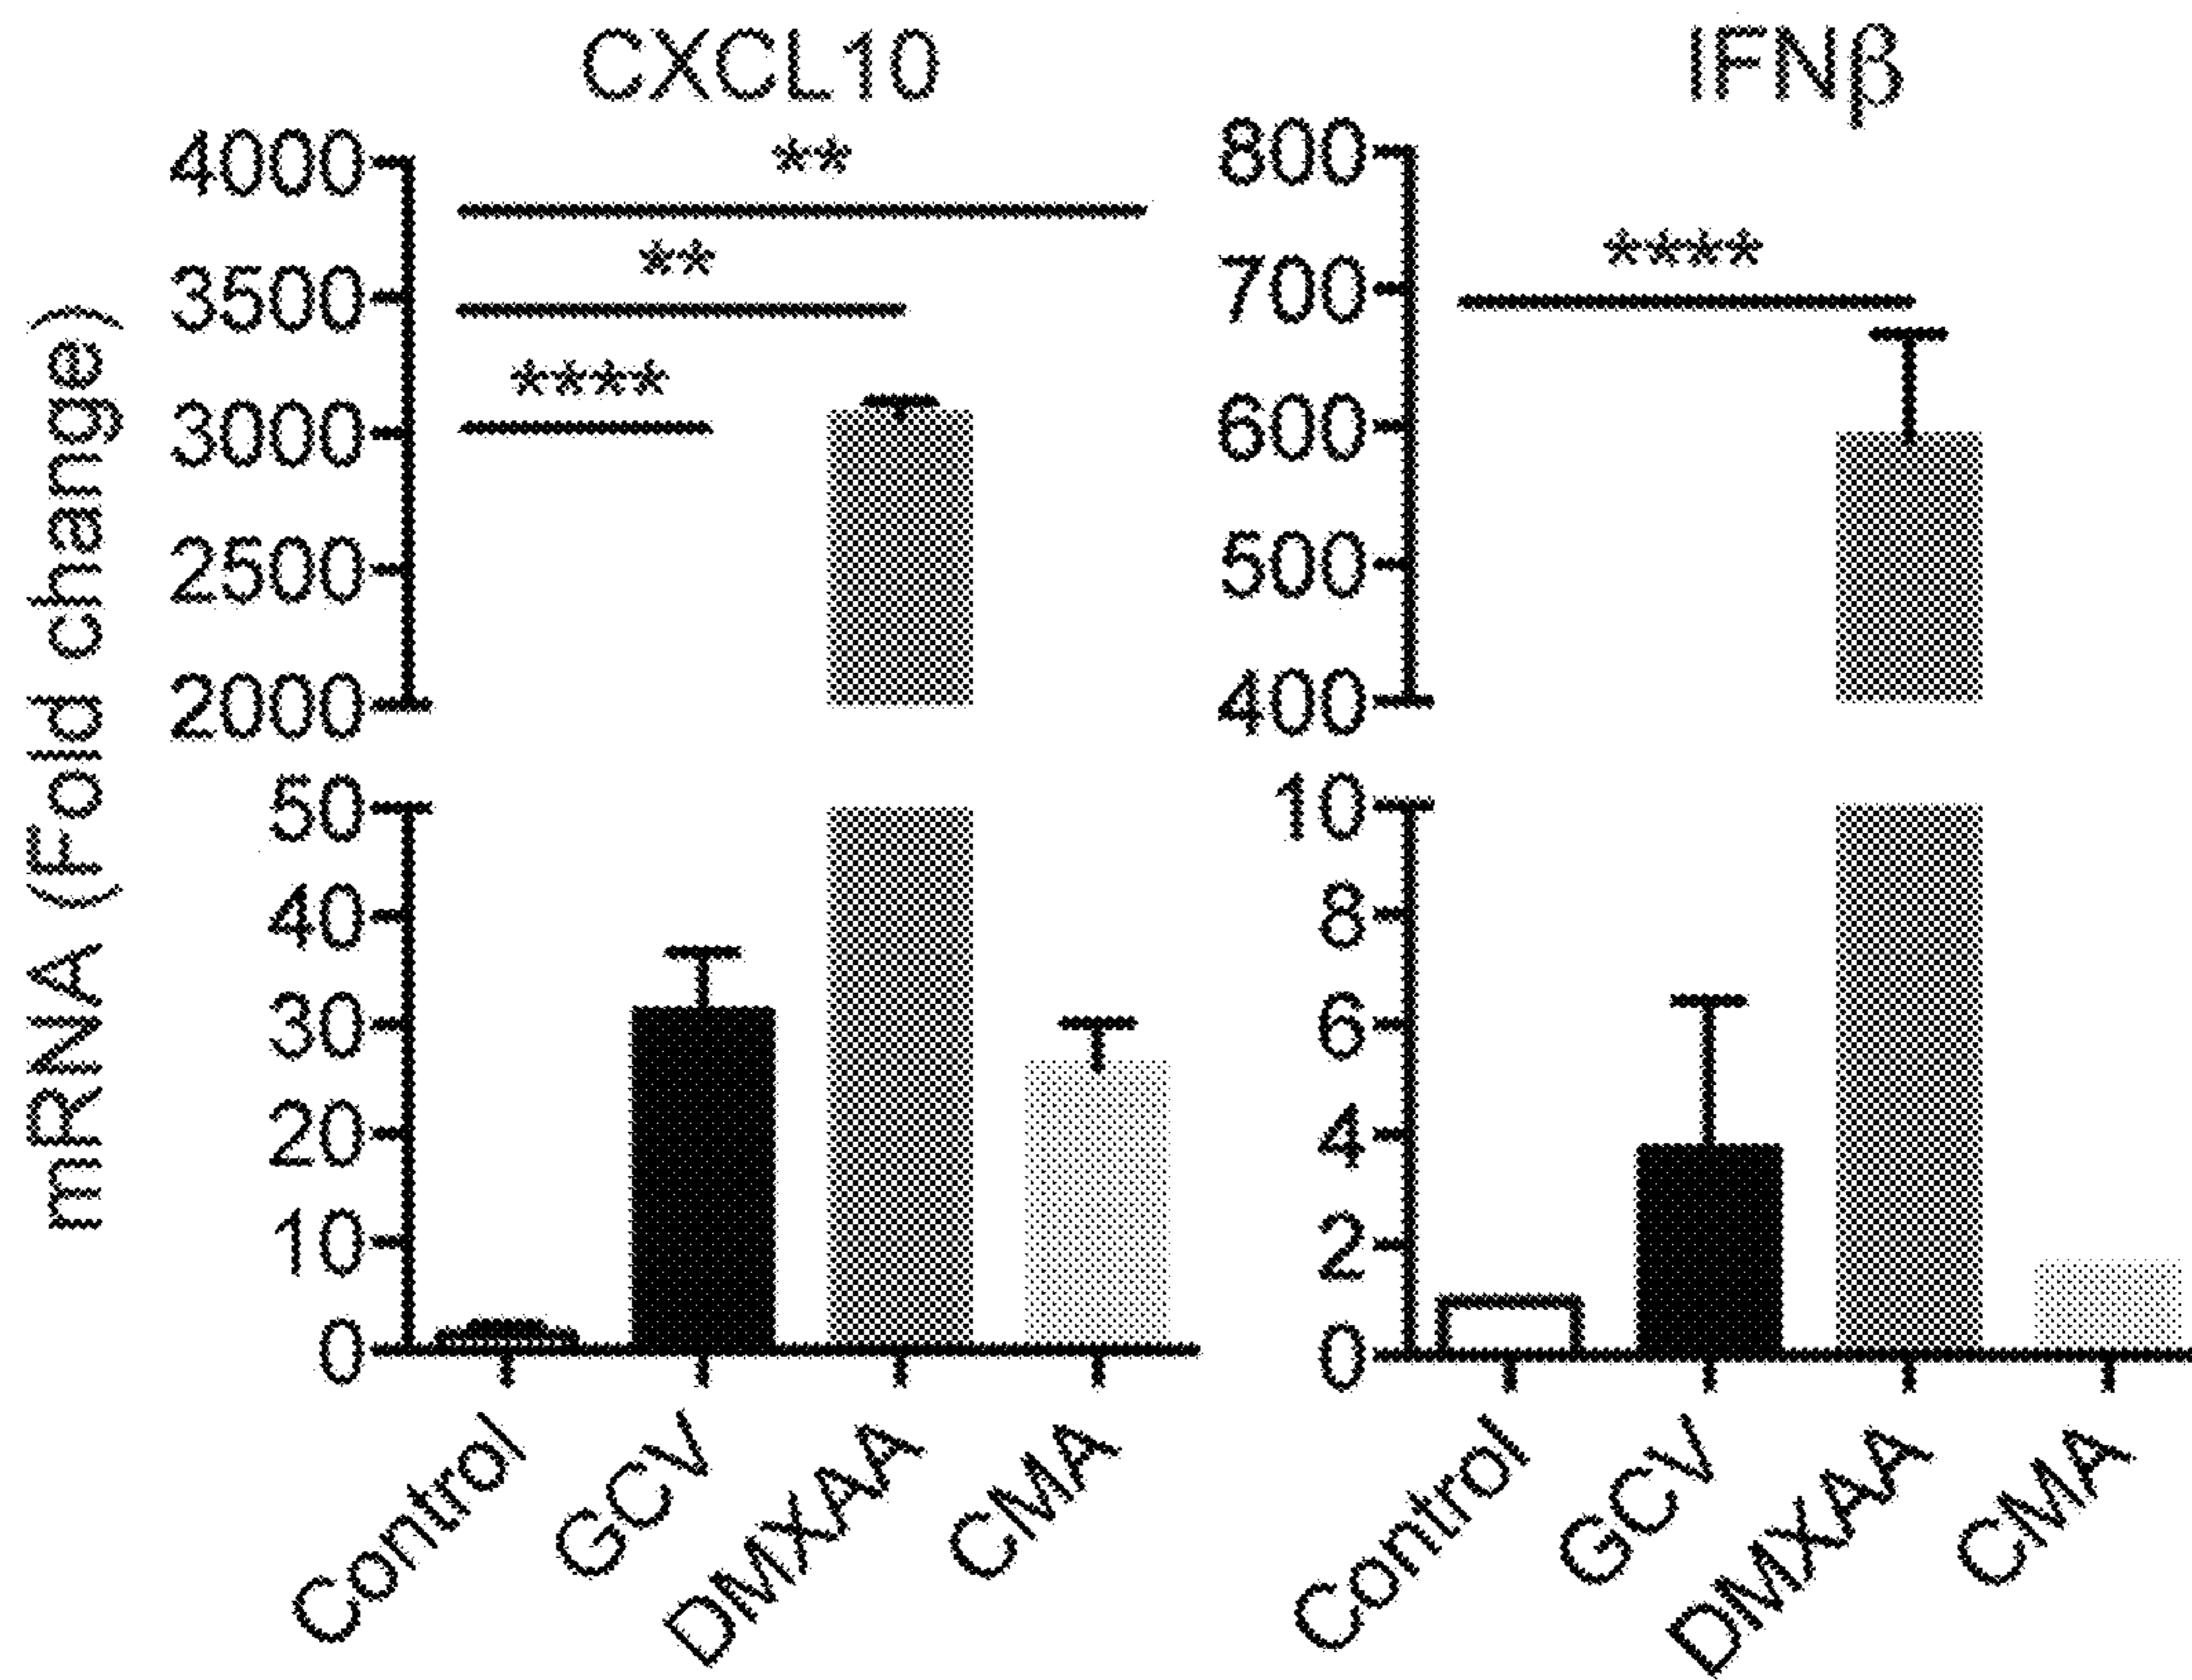 CXCL10
mRNA (Fold change)
4000
3500
3000
2500
2000
50
40
30
20
10
0
**
**
****
Control
GCV
DMXAA
CMA
IFNβ
800
700
600
500
400
10
8
6
4
2
0
****
Control
GCV
DMXAA
CMA